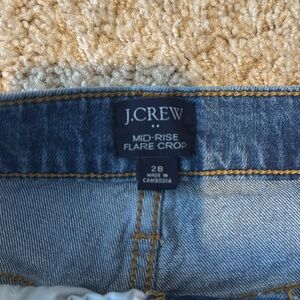 J.CREW
MID-RISE
FLARE CROP
28
MADE IN
CAMBODIA